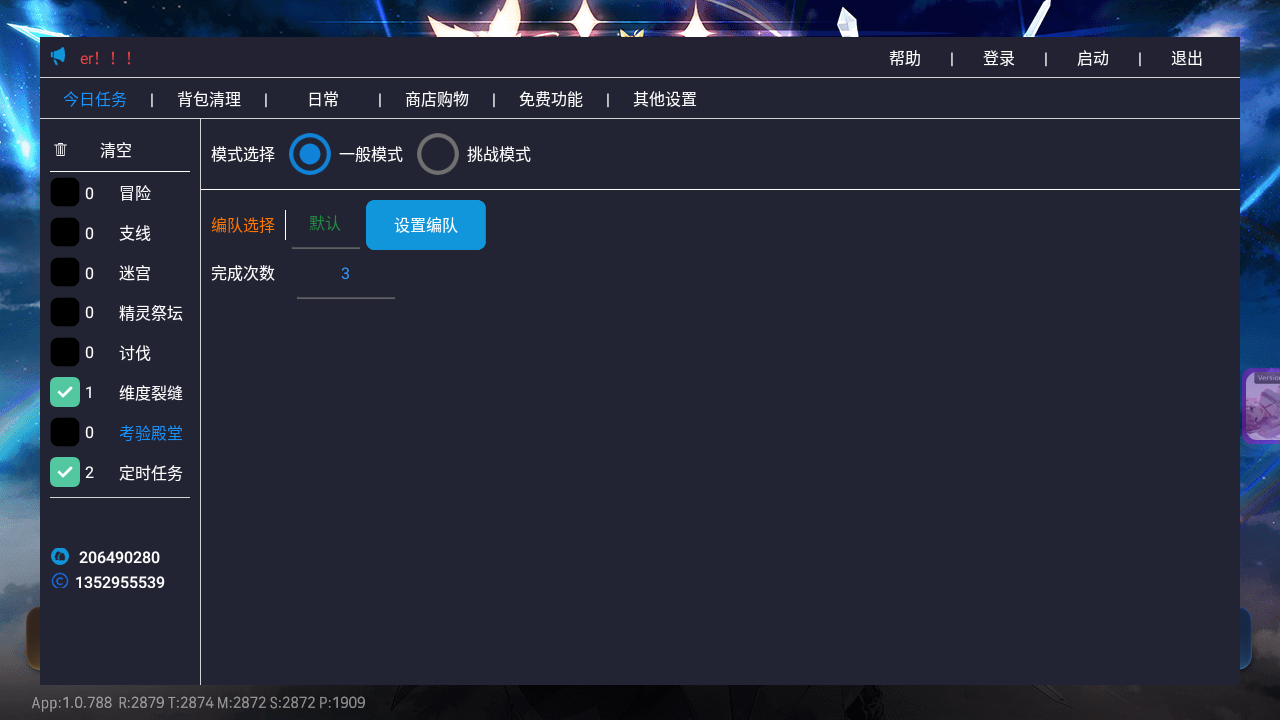 er！！！
帮助 | 登录 | 启动 | 退出
今日任务 | 背包清理 | 日常 | 商店购物 | 免费功能 | 其他设置
清空
0 冒险
0 支线
0 迷宫
0 精灵祭坛
0 讨伐
1 维度裂缝
0 考验殿堂
2 定时任务
206490280
1352955539
模式选择 一般模式 挑战模式
编队选择 默认 设置编队
完成次数 3
Version
App:1.0.788 R:2879 T:2874 M:2872 S:2872 P:1909